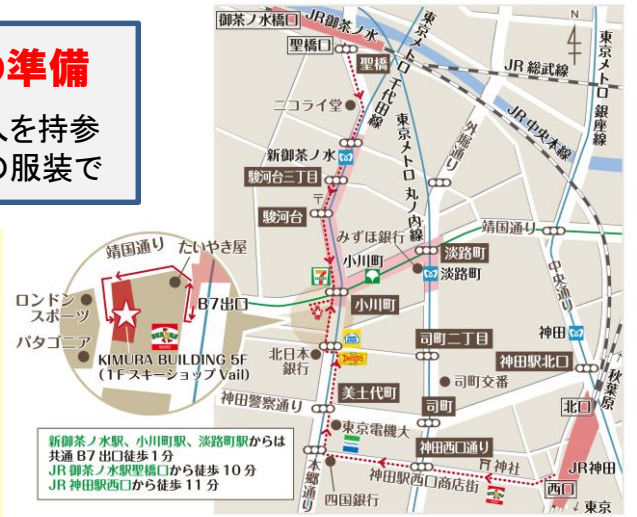 の準備
人を持参
の服装で
御茶ノ水橋口
JR御茶ノ水
聖橋口
聖橋
東京メトロ 千代田線
東京メトロ 丸ノ内線
外堀通り
東京メトロ 銀座線
N
4
JR 総武線
JR 中央本線
ニコライ堂
新御茶ノ水
駿河台三丁目
〒
駿河台
みずほ銀行
靖国通り
小川町
淡路町
淡路町
中央通り
小川町
靖国通り
たいやき屋
B7出口
ロンドン
スポーツ
パタゴニア
KIMURA BUILDING 5F
(1Fスキーショップ Vail)
北日本
銀行
司町二丁目
神田
神田駅北口
秋葉原
司町交番
美土代町
神田警察通り
司町
北口
東京電機大
神田西口通り
神社
JR神田
神田駅西口商店街
西口
本郷通り
四国銀行
東京
新御茶ノ水駅、小川町駅、淡路町駅からは
共通 B7 出口徒歩 1 分
JR 御茶ノ水駅聖橋口から徒歩 10 分
JR 神田駅西口から徒歩 11 分